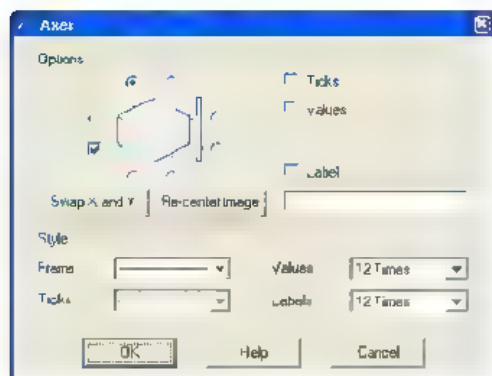 Axes
Options
Ticks
Values
Label
Swap X and Y
Re-center image
Style
Frame
Values
12 Times
Ticks
Labels
12 Times
OK
Help
Cancel